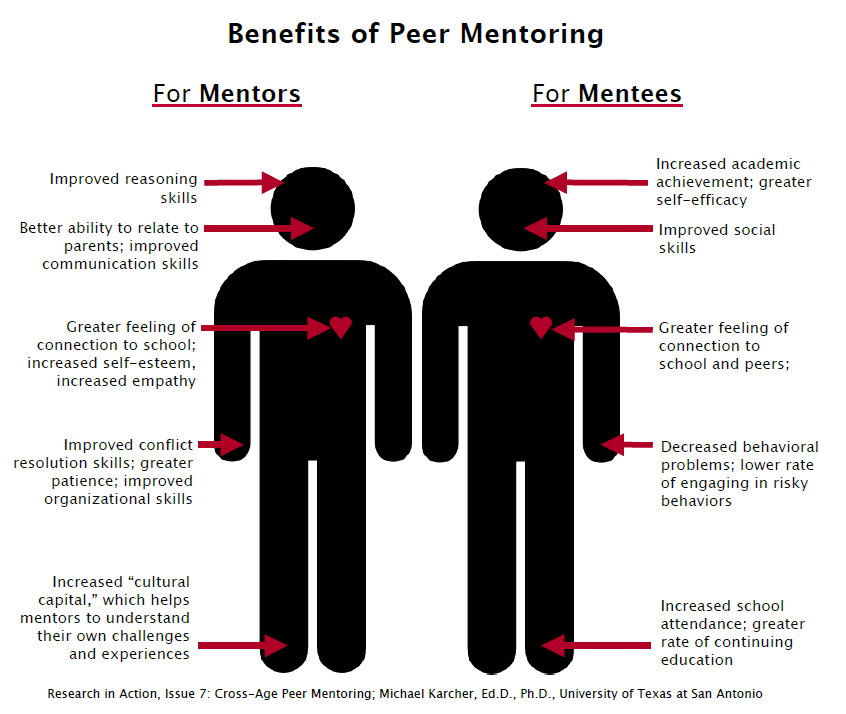 Benefits of Peer Mentoring
For Mentors
For Mentees
Improved reasoning
skills
Better ability to relate to
parents; improved
communication skills
Greater feeling of
connection to school;
increased self-esteem,
increased empathy
Improved conflict
resolution skills; greater
patience; improved
organizational skills
Increased “cultural
capital,” which helps
mentors to understand
their own challenges
and experiences
Increased academic
achievement; greater
self-efficacy
Improved social
skills
Greater feeling of
connection to
school and peers;
Decreased behavioral
problems; lower rate
of engaging in risky
behaviors
Increased school
attendance; greater
rate of continuing
education
Research in Action, Issue 7: Cross-Age Peer Mentoring; Michael Karcher, Ed.D., Ph.D., University of Texas at San Antonio